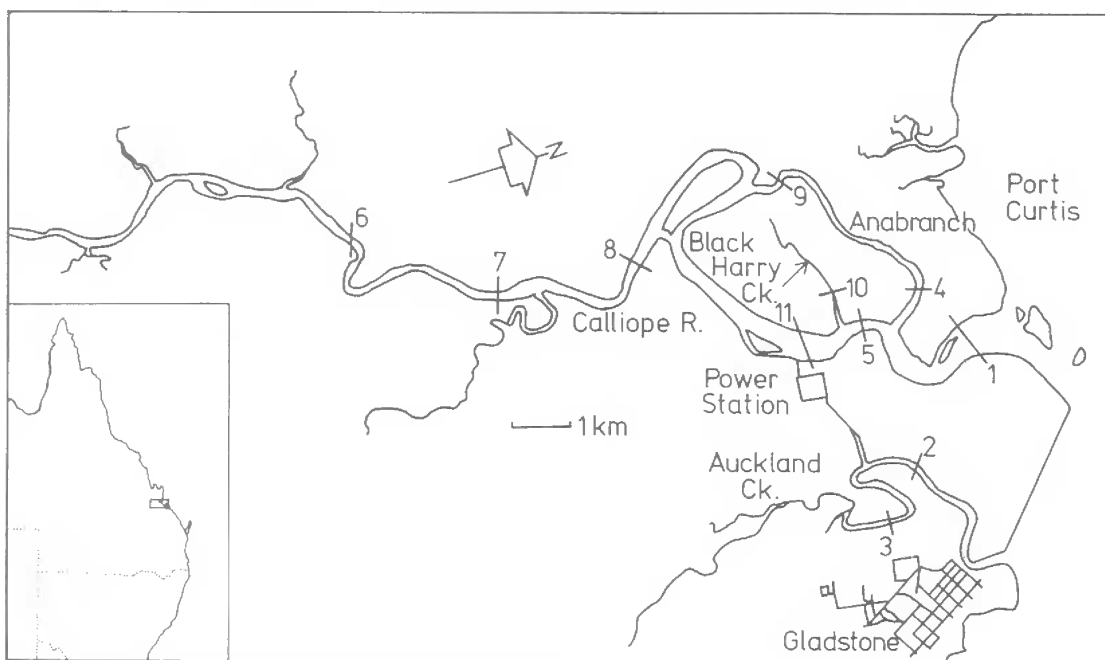 6
N
9
Port
Curtis
Anabranch
8
Black
Harry
Ck.
7
10
4
11
Calliope R.
5
1
Power
Station
1km
2
Auckland
Ck.
3
Gladstone